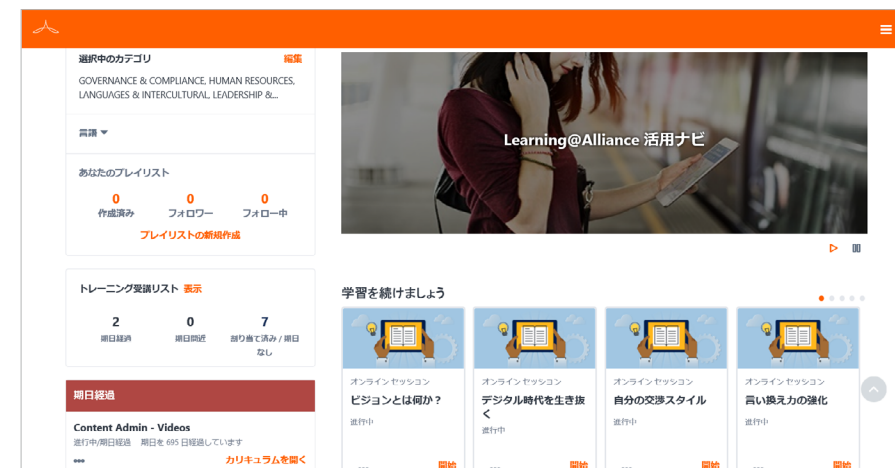 選択中のカテゴリ 編集
GOVERNANCE & COMPLIANCE, HUMAN RESOURCES,
LANGUAGES & INTERCULTURAL, LEADERSHIP &...
言語
あなたのプレイリスト
0 0 0
作成済み フォロワー フォロー中
プレイリストの新規作成
トレーニング受講リスト 表示
2 0 7
期日経過 期日間近 割り当て済み / 期日
なし
期日経過
Content Admin - Videos
進行中/期日経過 期日を 695 日経過しています
カリキュラムを開く
Learning@Alliance 活用ナビ
学習を続けましょう
オンライン セッション
ビジョンとは何か？
進行中
開始
オンライン セッション
デジタル時代を生き抜
く
進行中
開始
オンライン セッション
自分の交渉スタイル
進行中
開始
オンライン セッション
言い換え力の強化
進行中
開始